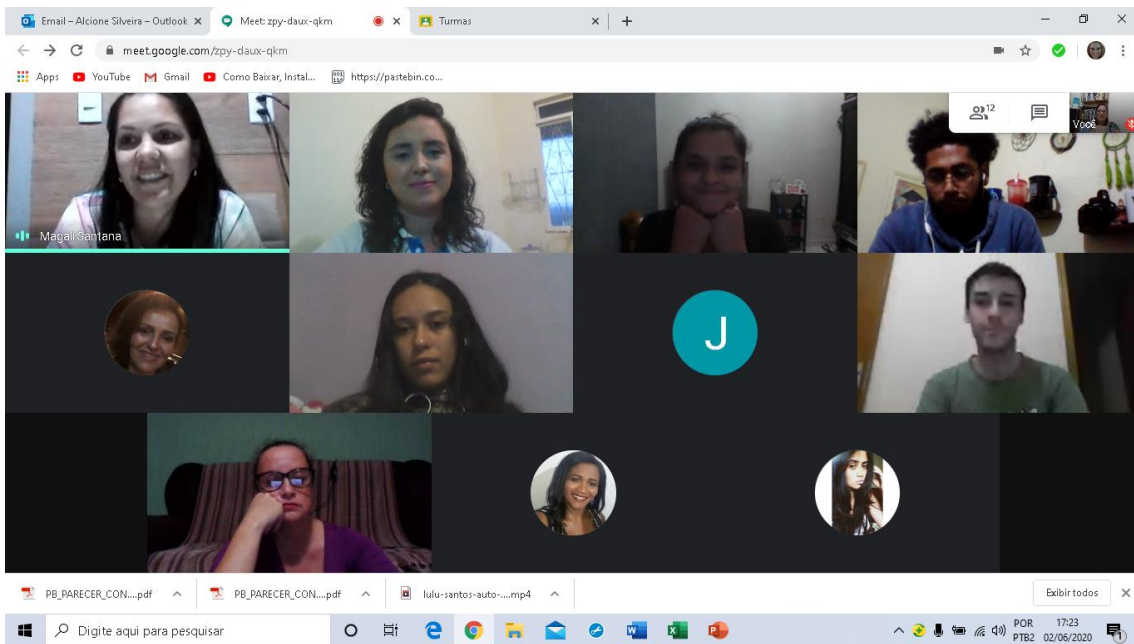 Email – Alcione Silveira – Outlook
Meet: zpy-daux-qkm
Turmas
meet.google.com/zpy-daux-qkm
Apps
YouTube
Gmail
Como Baixar, Instal...
https://pastebin.co...
12
Você
Magali Santana
J
PB_PARECER_CON....pdf
PB_PARECER_CON....pdf
lulu-santos-auto-....mp4
Exibir todos
Digite aqui para pesquisar
POR
PTB2
17:23
02/06/2020